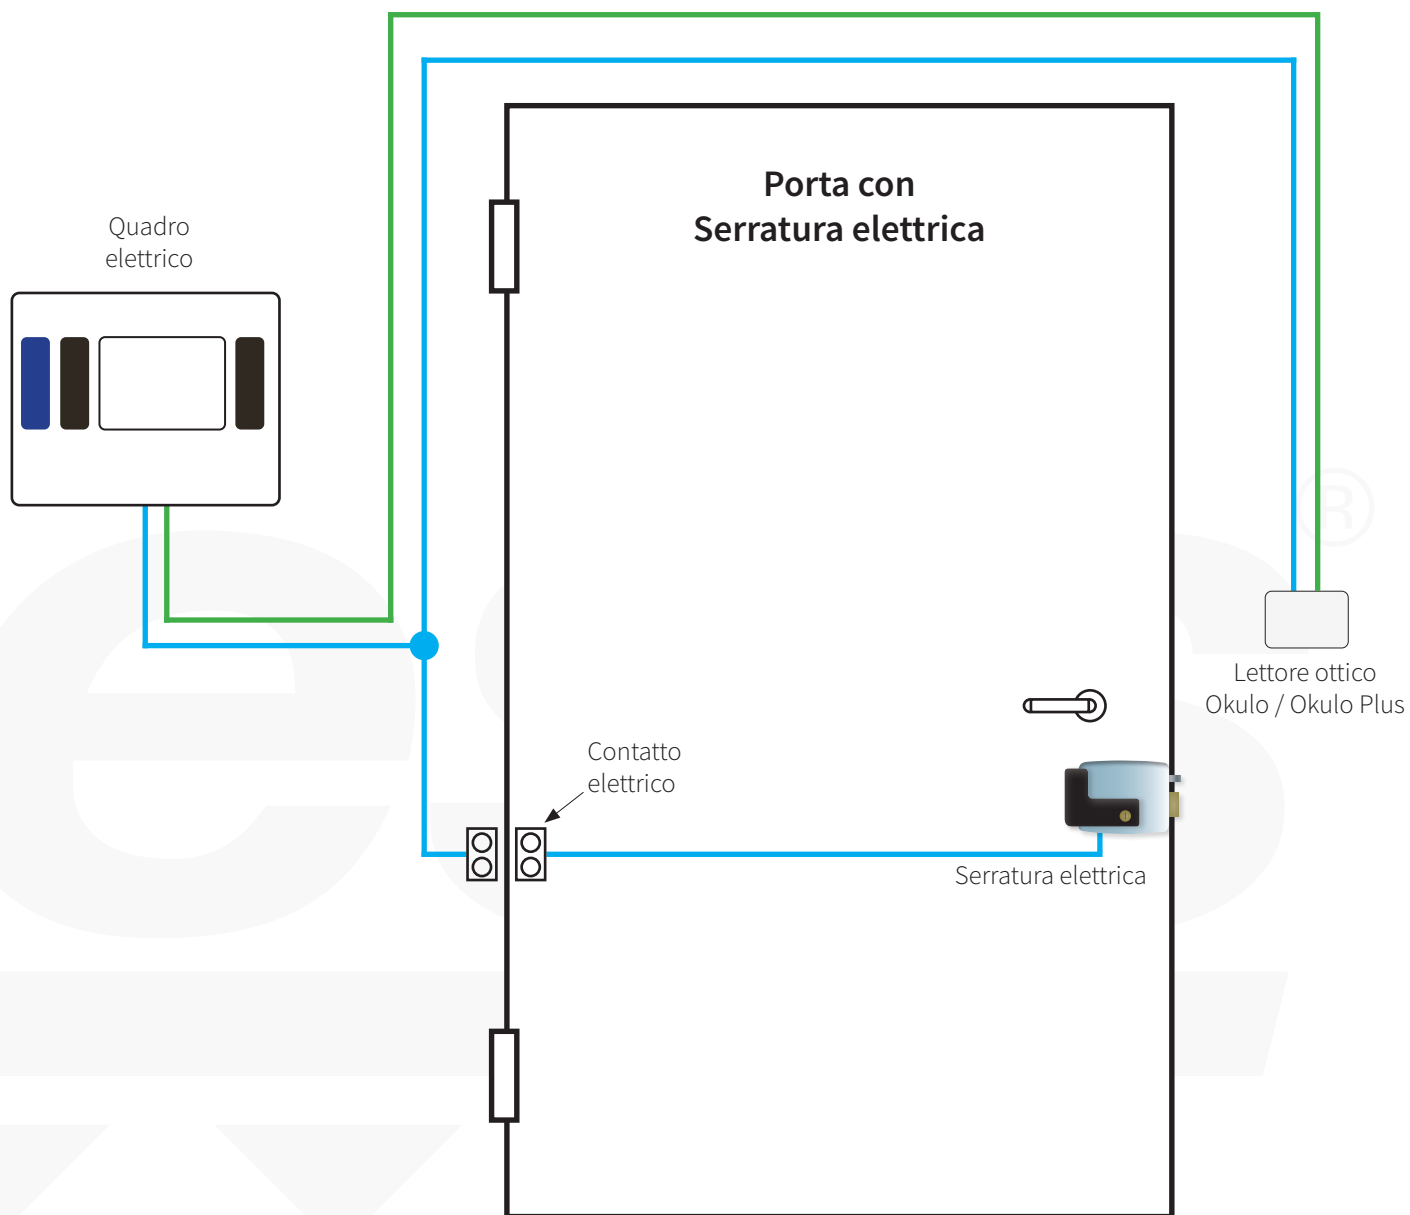 Porta con
Serratura elettrica
Quadro
elettrico
®
Lettore ottico
Okulo / Okulo Plus
Contatto
elettrico
Serratura elettrica